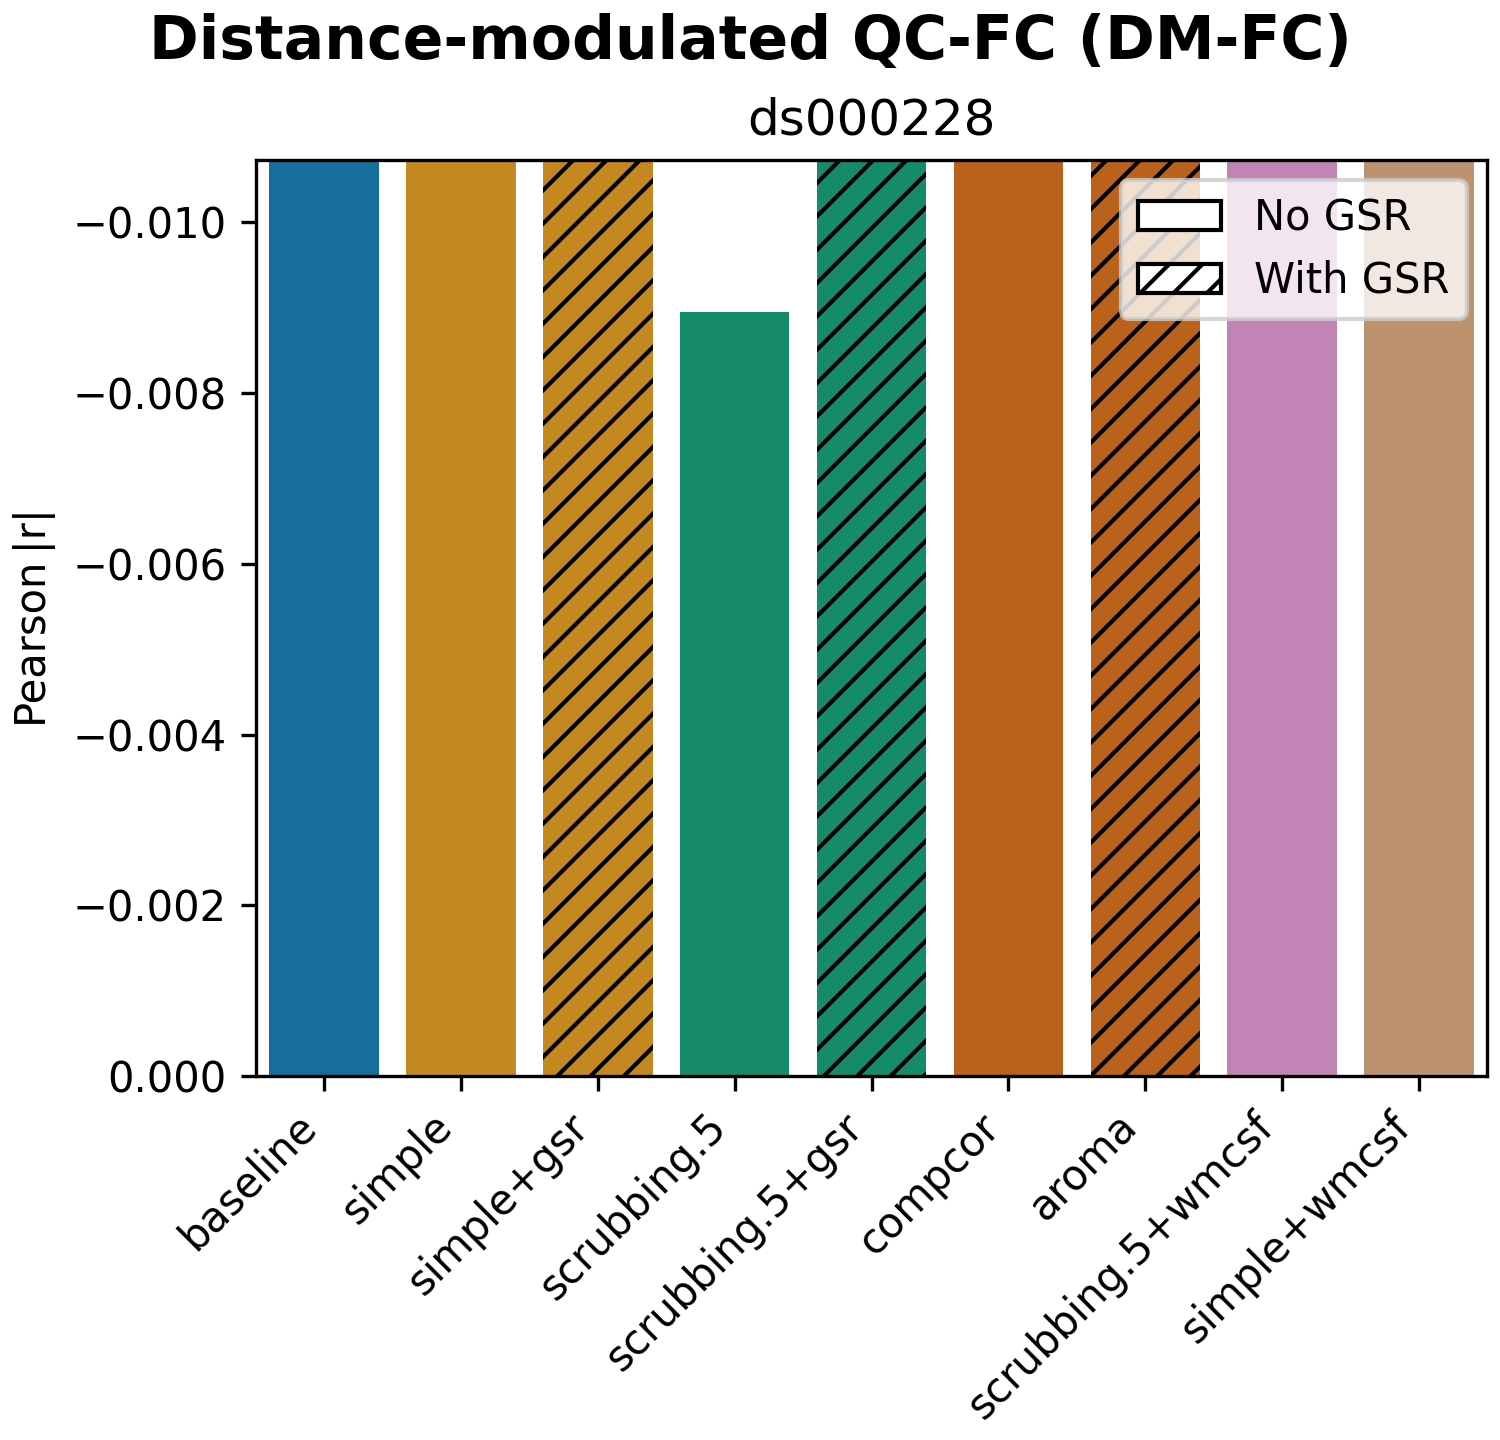 Distance-modulated QC-FC (DM-FC)
ds000228
Pearson |r|
−0.010
−0.008
−0.006
−0.004
−0.002
0.000
No GSR
With GSR
baseline
simple
simple+gsr
scrubbing.5
scrubbing.5+gsr
compcor
aroma
scrubbing.5+wmcsf
simple+wmcsf